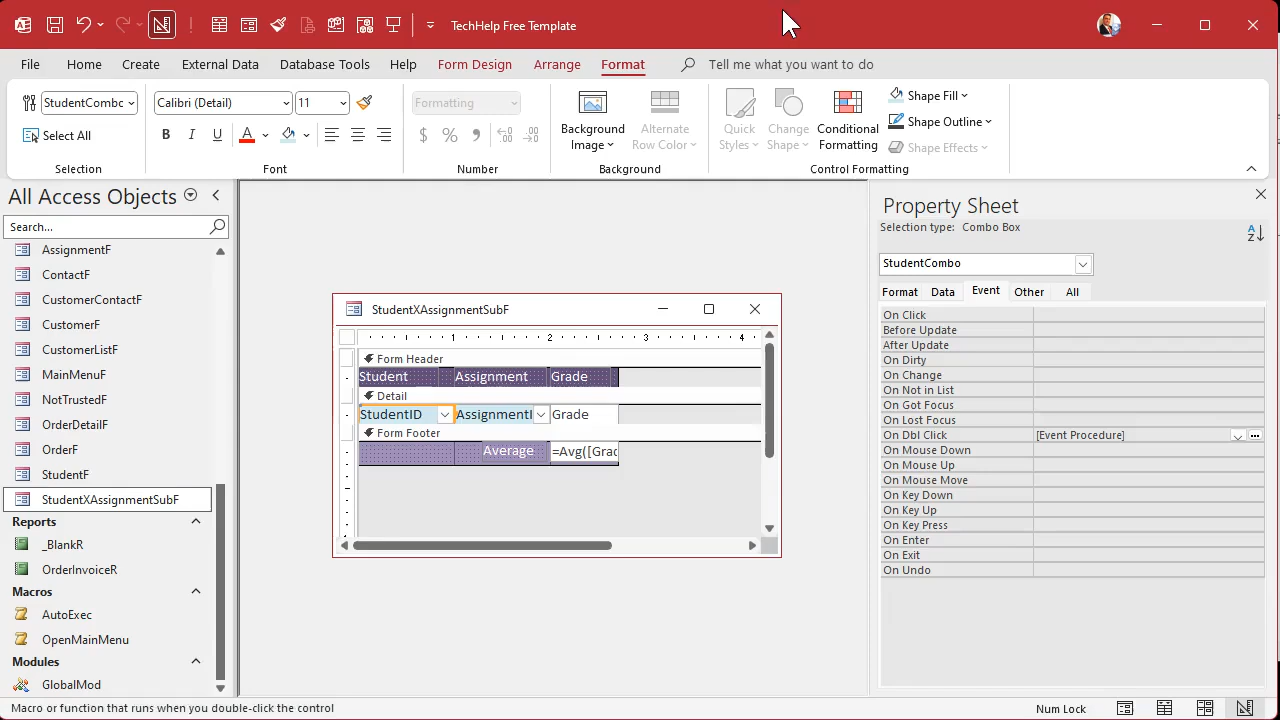 TechHelp Free Template
File Home Create External Data Database Tools Help Form Design Arrange Format Tell me what you want to do
StudentCombo
Select All
Selection
Calibri (Detail) 11
B I U A
Font
Formatting
$ % 9
Number
Background Image
Alternate Row Color
Background
Quick Styles
Change Shape
Conditional Formatting
Shape Fill
Shape Outline
Shape Effects
Control Formatting
All Access Objects
Search...
AssignmentF
ContactF
CustomerContactF
CustomerF
CustomerListF
MainMenuF
NotTrustedF
OrderDetailF
OrderF
StudentF
StudentXAssignmentSubF
Reports
_BlankR
OrderInvoiceR
Macros
AutoExec
OpenMainMenu
Modules
GlobalMod
StudentXAssignmentSubF
1 2 3 4
Form Header
Student Assignment Grade
Detail
StudentID AssignmentI Grade
Form Footer
Average =Avg([Grad
Property Sheet
Selection type: Combo Box
A
Z
StudentCombo
Format Data Event Other All
On Click
Before Update
After Update
On Dirty
On Change
On Not in List
On Got Focus
On Lost Focus
On Dbl Click [Event Procedure]
On Mouse Down
On Mouse Up
On Mouse Move
On Key Down
On Key Up
On Key Press
On Enter
On Exit
On Undo
Macro or function that runs when you double-click the control
Num Lock